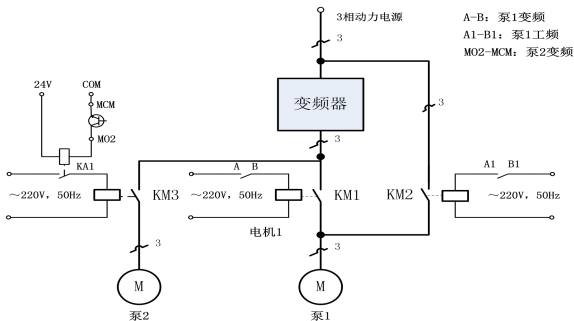 3相动力电源
A-B：泵1变频
A1-B1：泵1工频
MO2-MCM：泵2变频
3
24V
COM
MCM
变频器
3
MO2
3
KA1
A B
A1 B1
～220V，50Hz
KM3
～220V，50Hz
KM1
KM2
～220V，50Hz
电机1
3
3
M
M
泵2
泵1